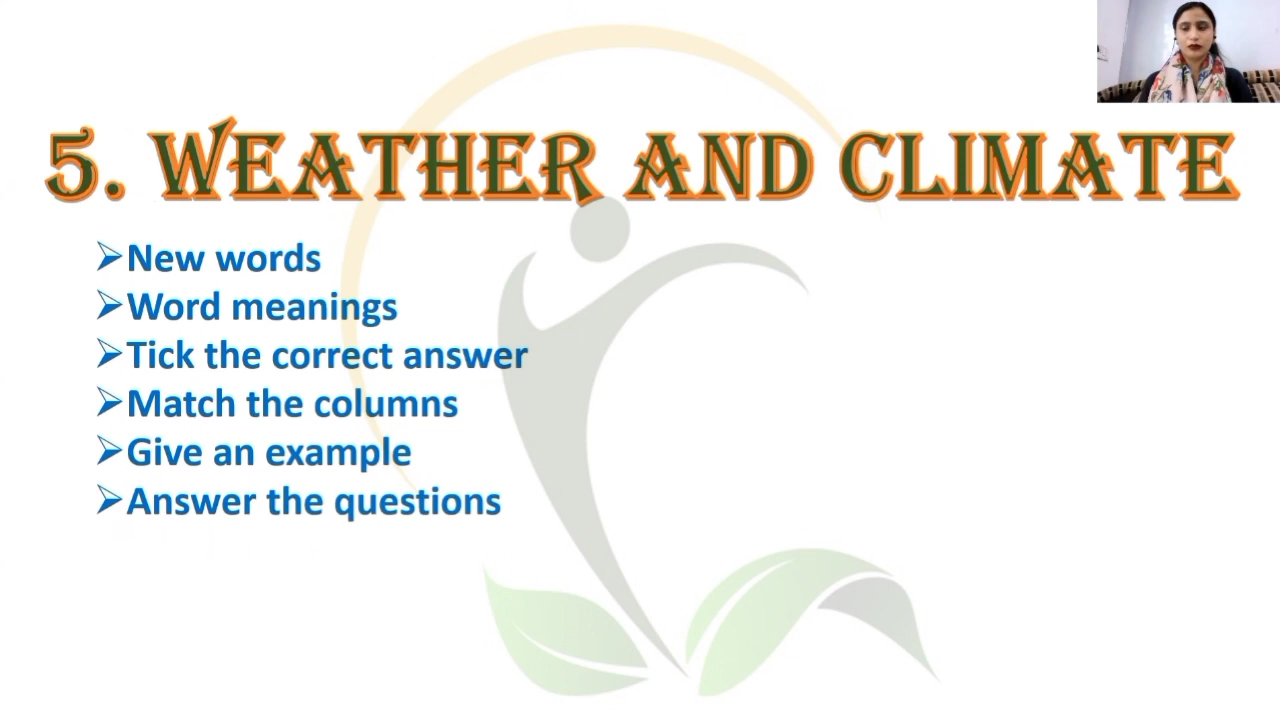 5. WEATHER AND CLIMATE
➢New words
➢Word meanings
➢Tick the correct answer
➢Match the columns
➢Give an example
➢Answer the questions